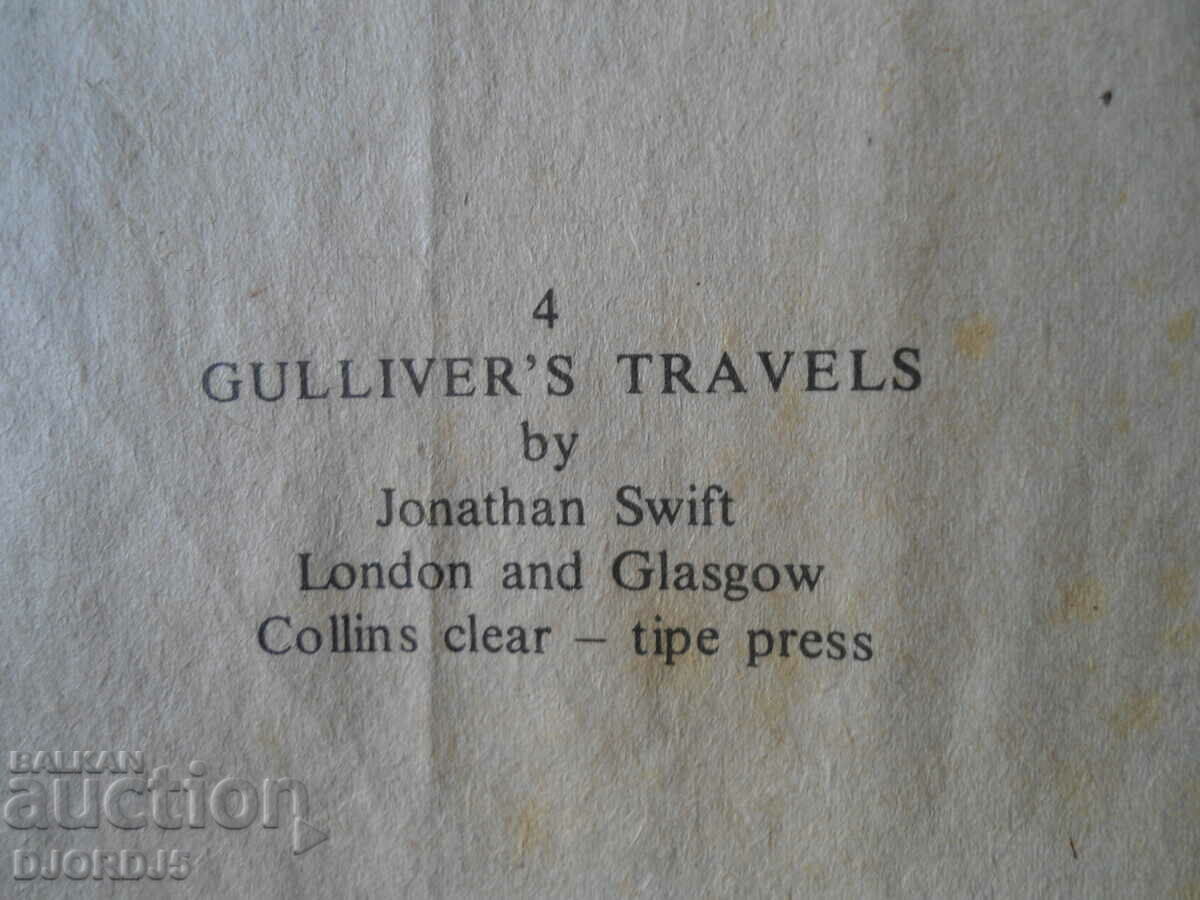 4
GULLIVER'S TRAVELS
by
Jonathan Swift
London and Glasgow
Collins clear – tipe press
BALKAN
auction
DJORDJ5